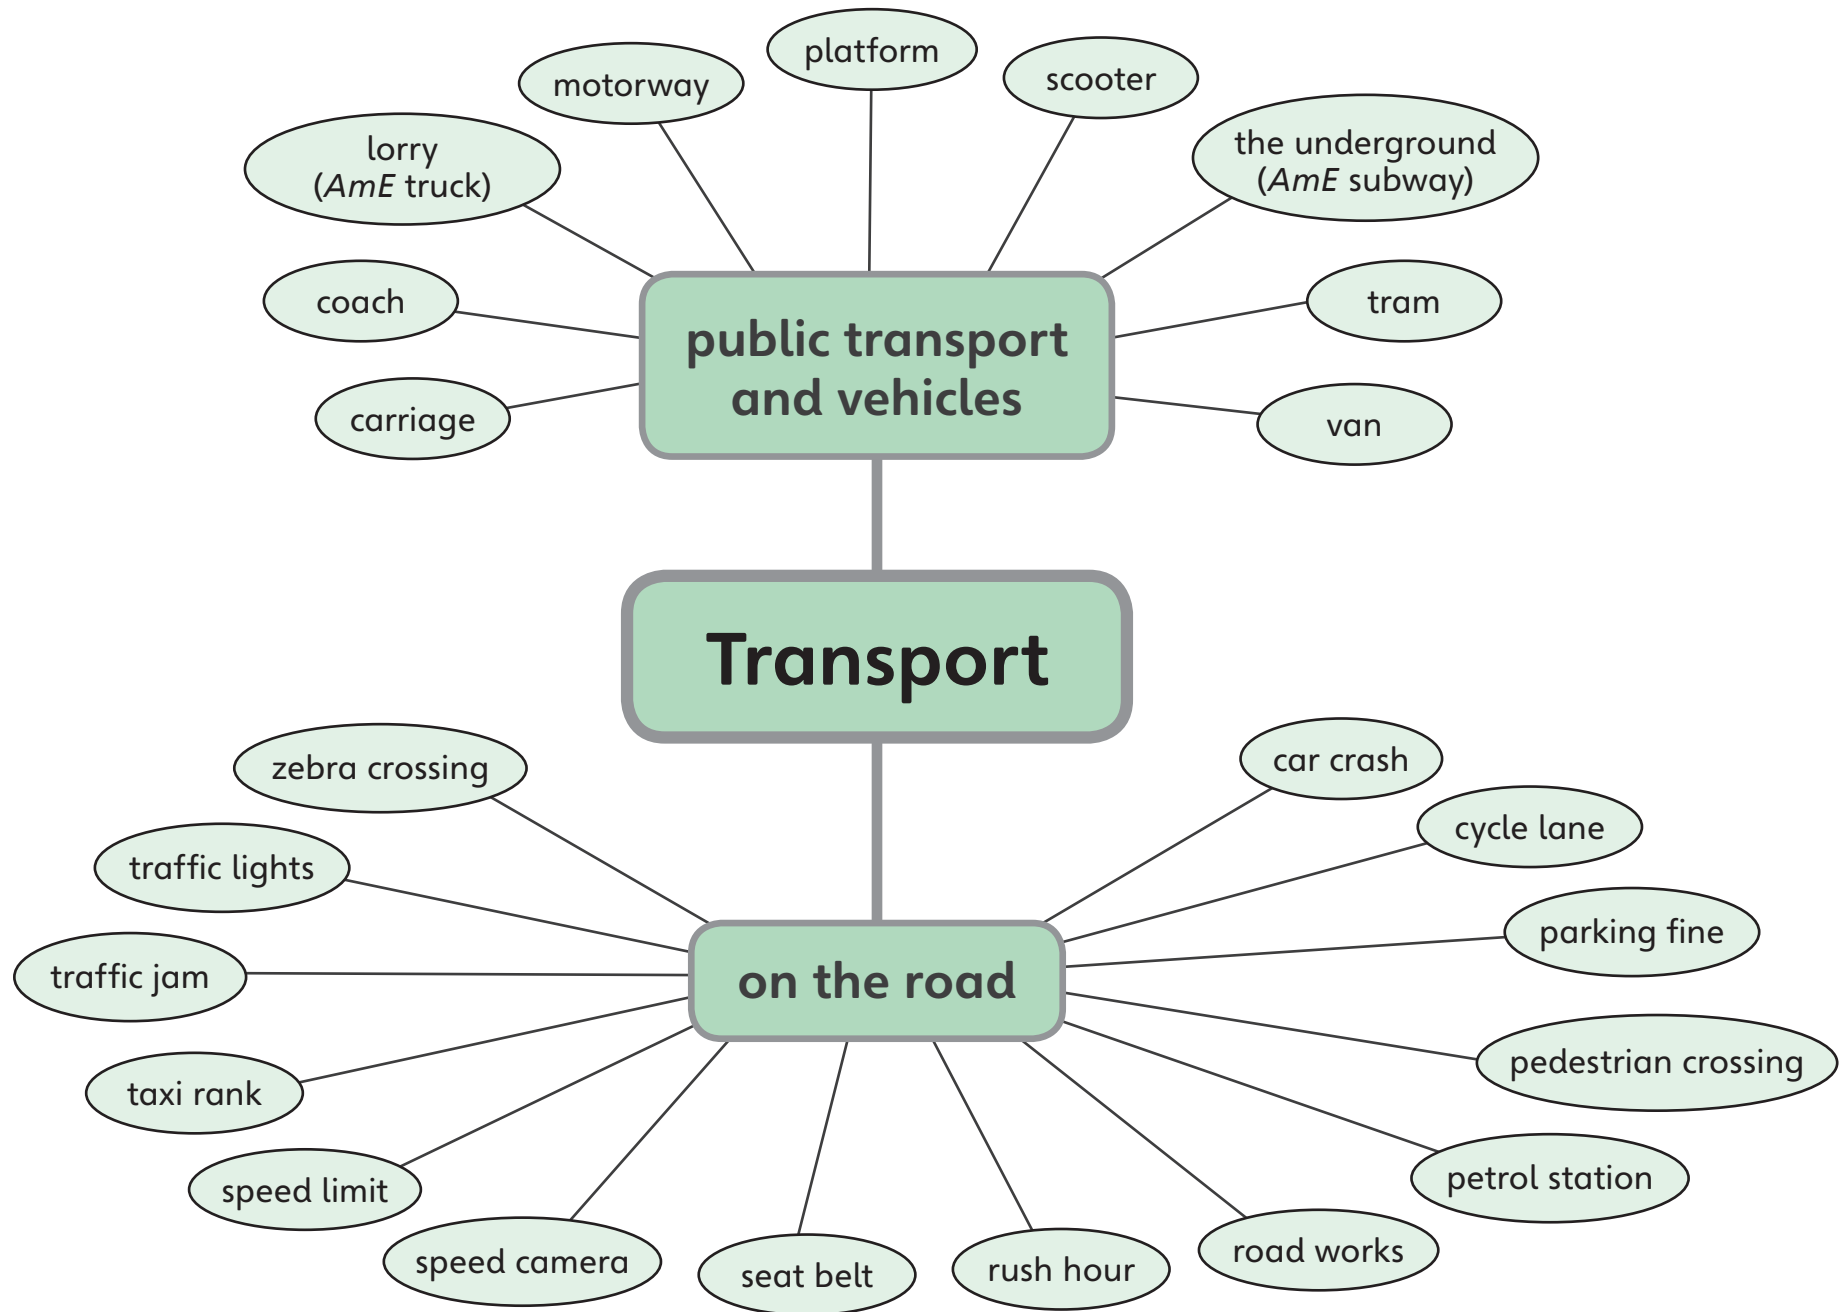 platform
motorway
scooter
lorry
(AmE truck)
the underground
(AmE subway)
coach
tram
public transport
and vehicles
carriage
van
Transport
zebra crossing
car crash
traffic lights
cycle lane
parking fine
traffic jam
on the road
taxi rank
pedestrian crossing
speed limit
petrol station
speed camera
seat belt
rush hour
road works